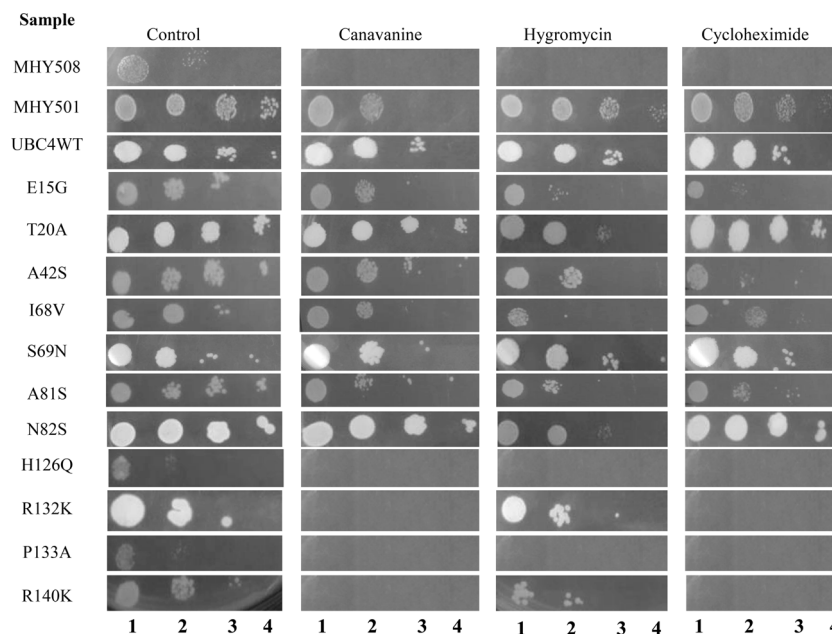 Sample
Control Canavanine Hygromycin Cycloheximide
MHY508
MHY501
UBC4WT
E15G
T20A
A42S
I68V
S69N
A81S
N82S
H126Q
R132K
P133A
R140K
1 2 3 4 1 2 3 4 1 2 3 4 1 2 3 4